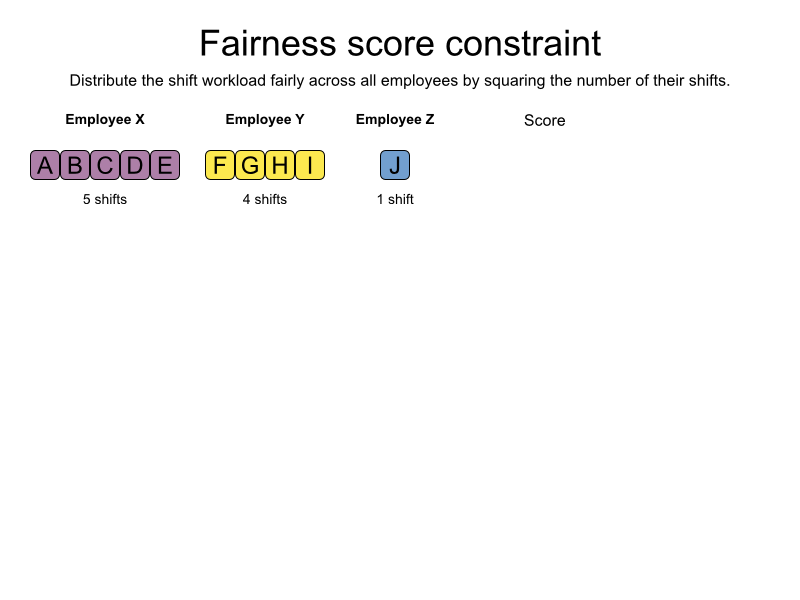 Fairness score constraint
Distribute the shift workload fairly across all employees by squaring the number of their shifts.
Employee X Employee Y Employee Z Score
A B C D E F G H I J
5 shifts 4 shifts 1 shift